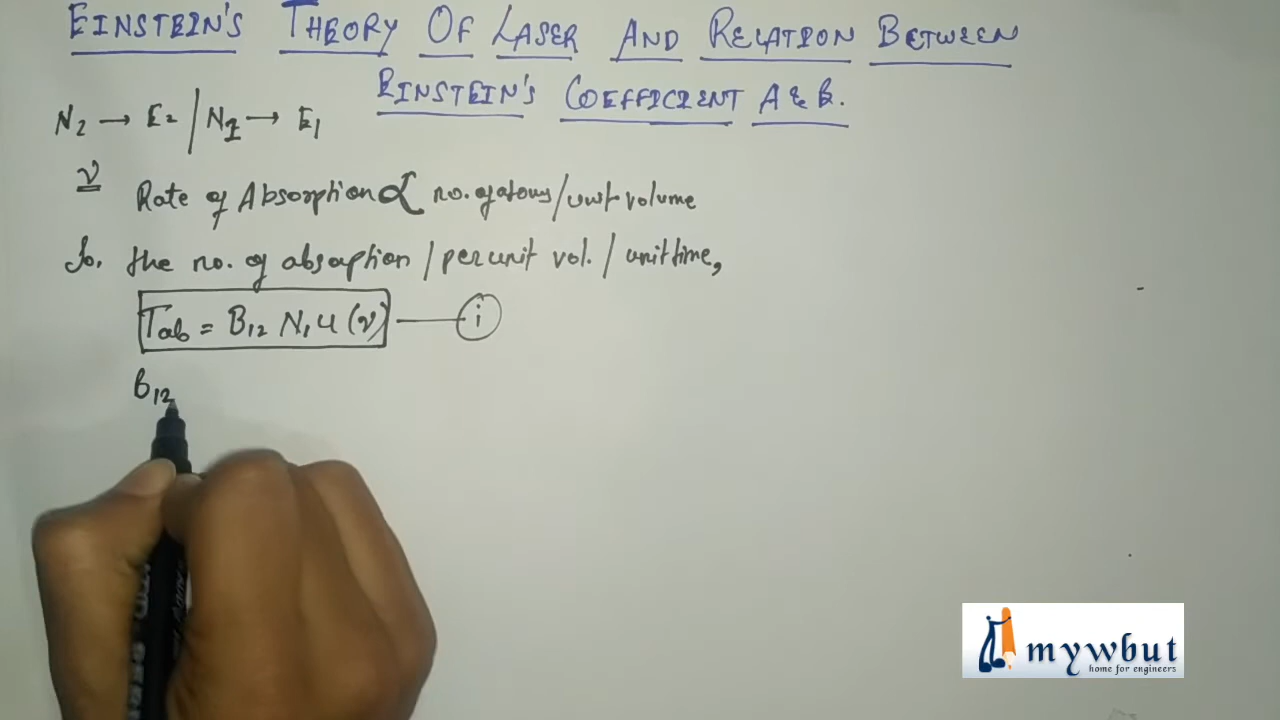 EINSTEIN'S THEORY OF LASER AND RELATION BETWEEN
EINSTEIN'S COEFFICIENT A & B.
N₂ → E₂ / N₁ → E₁
ν
Rate of Absorption ∝ no. of atoms/unit volume
So, the no. of absorption / per unit vol. / unit time,
Tab = B₁₂ N₁ u (ν) — i
B₁₂
mywbut
home for engineers